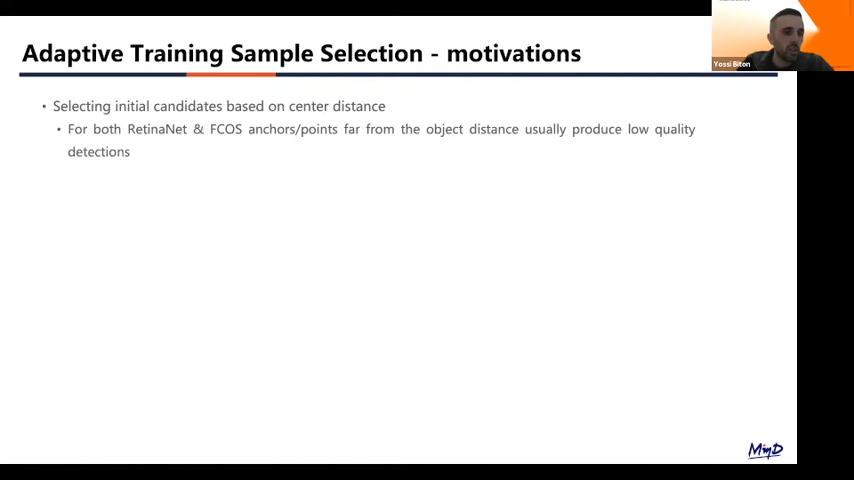 Adaptive Training Sample Selection - motivations
Yossi Biton
• Selecting initial candidates based on center distance
• For both RetinaNet & FCOS anchors/points far from the object distance usually produce low quality
detections
MinD